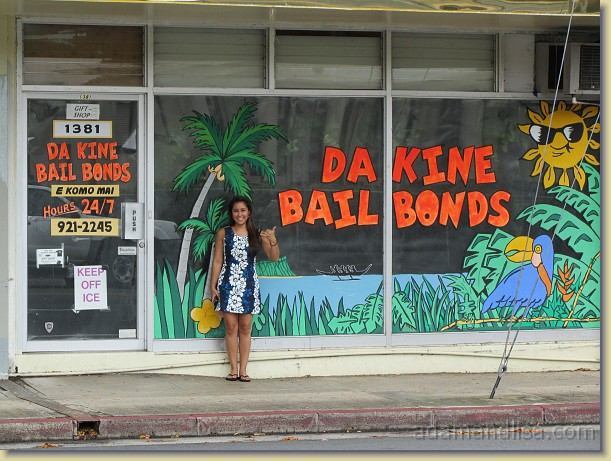 GIFT-
SHOP
1381
DA KINE
BAIL BONDS
E KOMO MAI
HOURS 24/7
921-2245
PUSH
KEEP
OFF
ICE
DA KINE
BAIL BONDS
adamandlisa.com